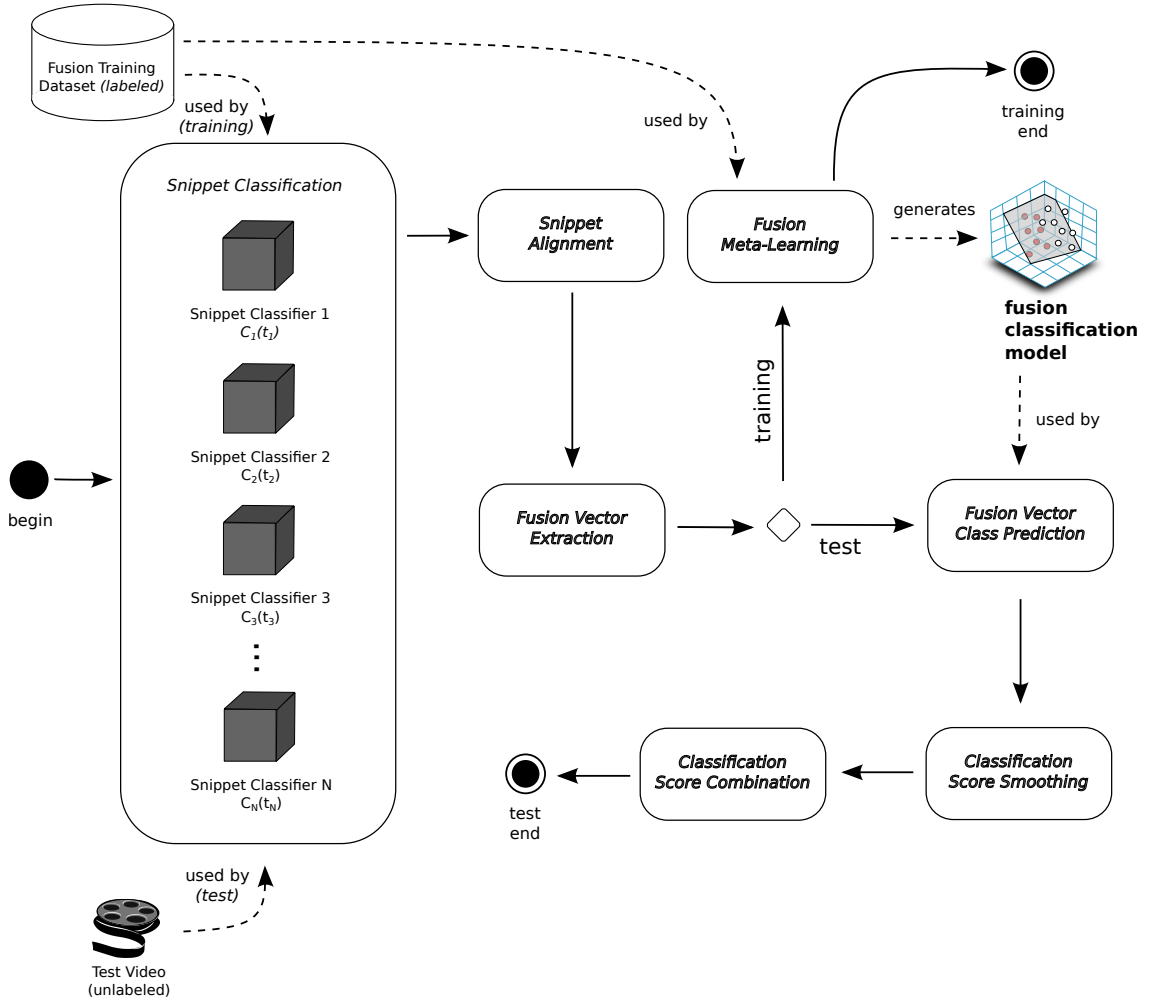 Fusion Training
Dataset (labeled)
used by
(training)
used by
training
end
Snippet Classification
Snippet Classifier 1
C1(t1)
Snippet Classifier 2
C2(t2)
Snippet Classifier 3
C3(t3)
⋮
Snippet Classifier N
CN(tN)
begin
Snippet
Alignment
Fusion
Meta-Learning
generates
fusion
classification
model
training
used by
Fusion Vector
Extraction
test
Fusion Vector
Class Prediction
Classification
Score Smoothing
Classification
Score Combination
test
end
used by
(test)
Test Video
(unlabeled)